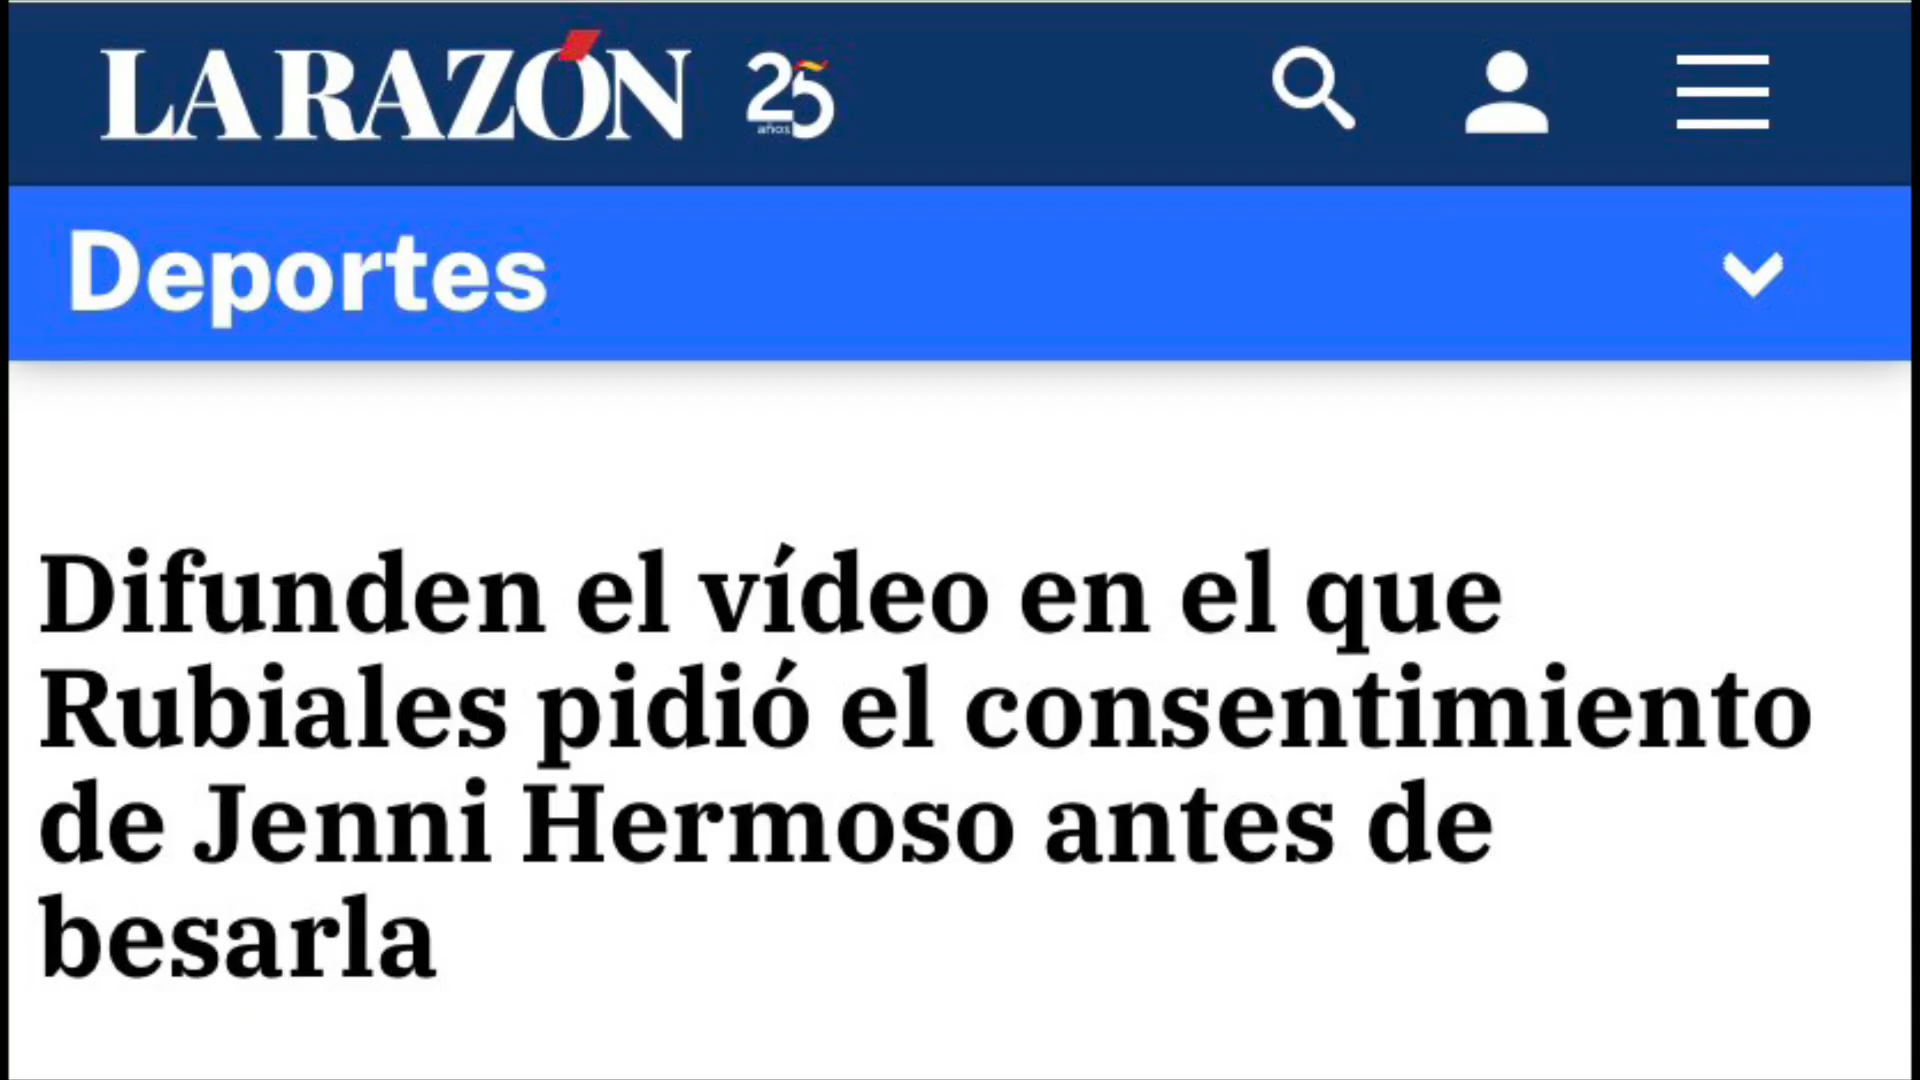 LA RAZÓN 25 años
Deportes
Difunden el vídeo en el que
Rubiales pidió el consentimiento
de Jenni Hermoso antes de
besarla